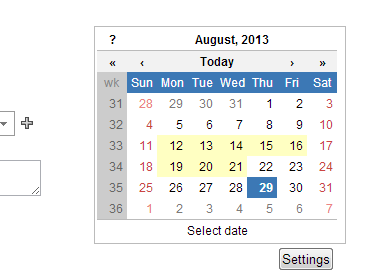 ? August, 2013
« ‹ Today › »
wk Sun Mon Tue Wed Thu Fri Sat
31 28 29 30 31 1 2 3
32 4 5 6 7 8 9 10
33 11 12 13 14 15 16 17
34 18 19 20 21 22 23 24
35 25 26 27 28 29 30 31
36 1 2 3 4 5 6 7
Select date
Settings